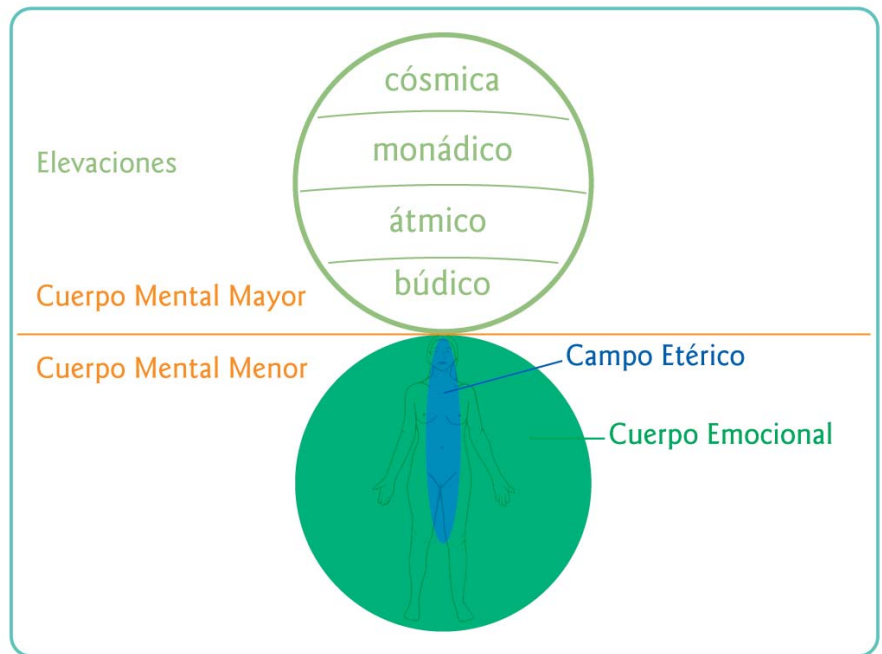 cósmica
monádico
Elevaciones
átmico
búdico
Cuerpo Mental Mayor
Cuerpo Mental Menor
Campo Etérico
Cuerpo Emocional